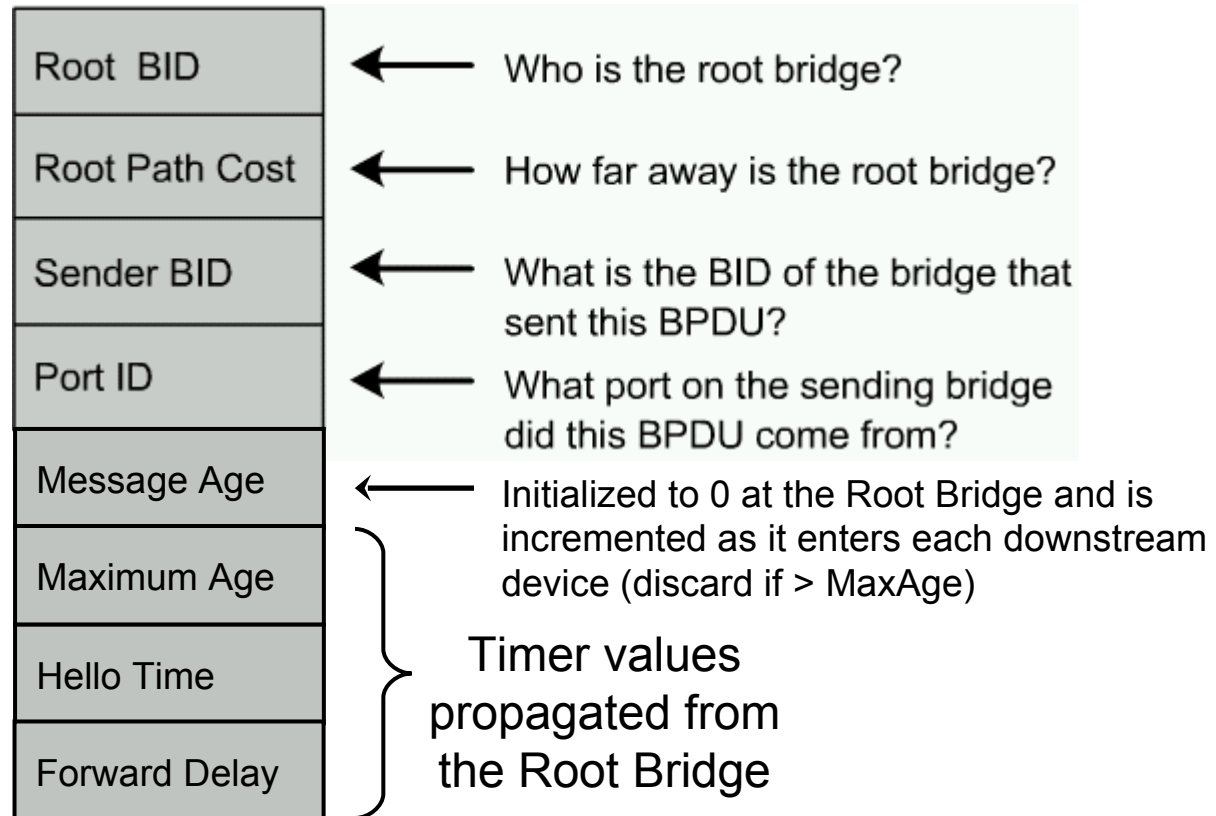 Root BID
Who is the root bridge?
Root Path Cost
How far away is the root bridge?
Sender BID
What is the BID of the bridge that
sent this BPDU?
Port ID
What port on the sending bridge
did this BPDU come from?
Message Age
Initialized to 0 at the Root Bridge and is
incremented as it enters each downstream
device (discard if > MaxAge)
Maximum Age
Hello Time
Forward Delay
Timer values
propagated from
the Root Bridge